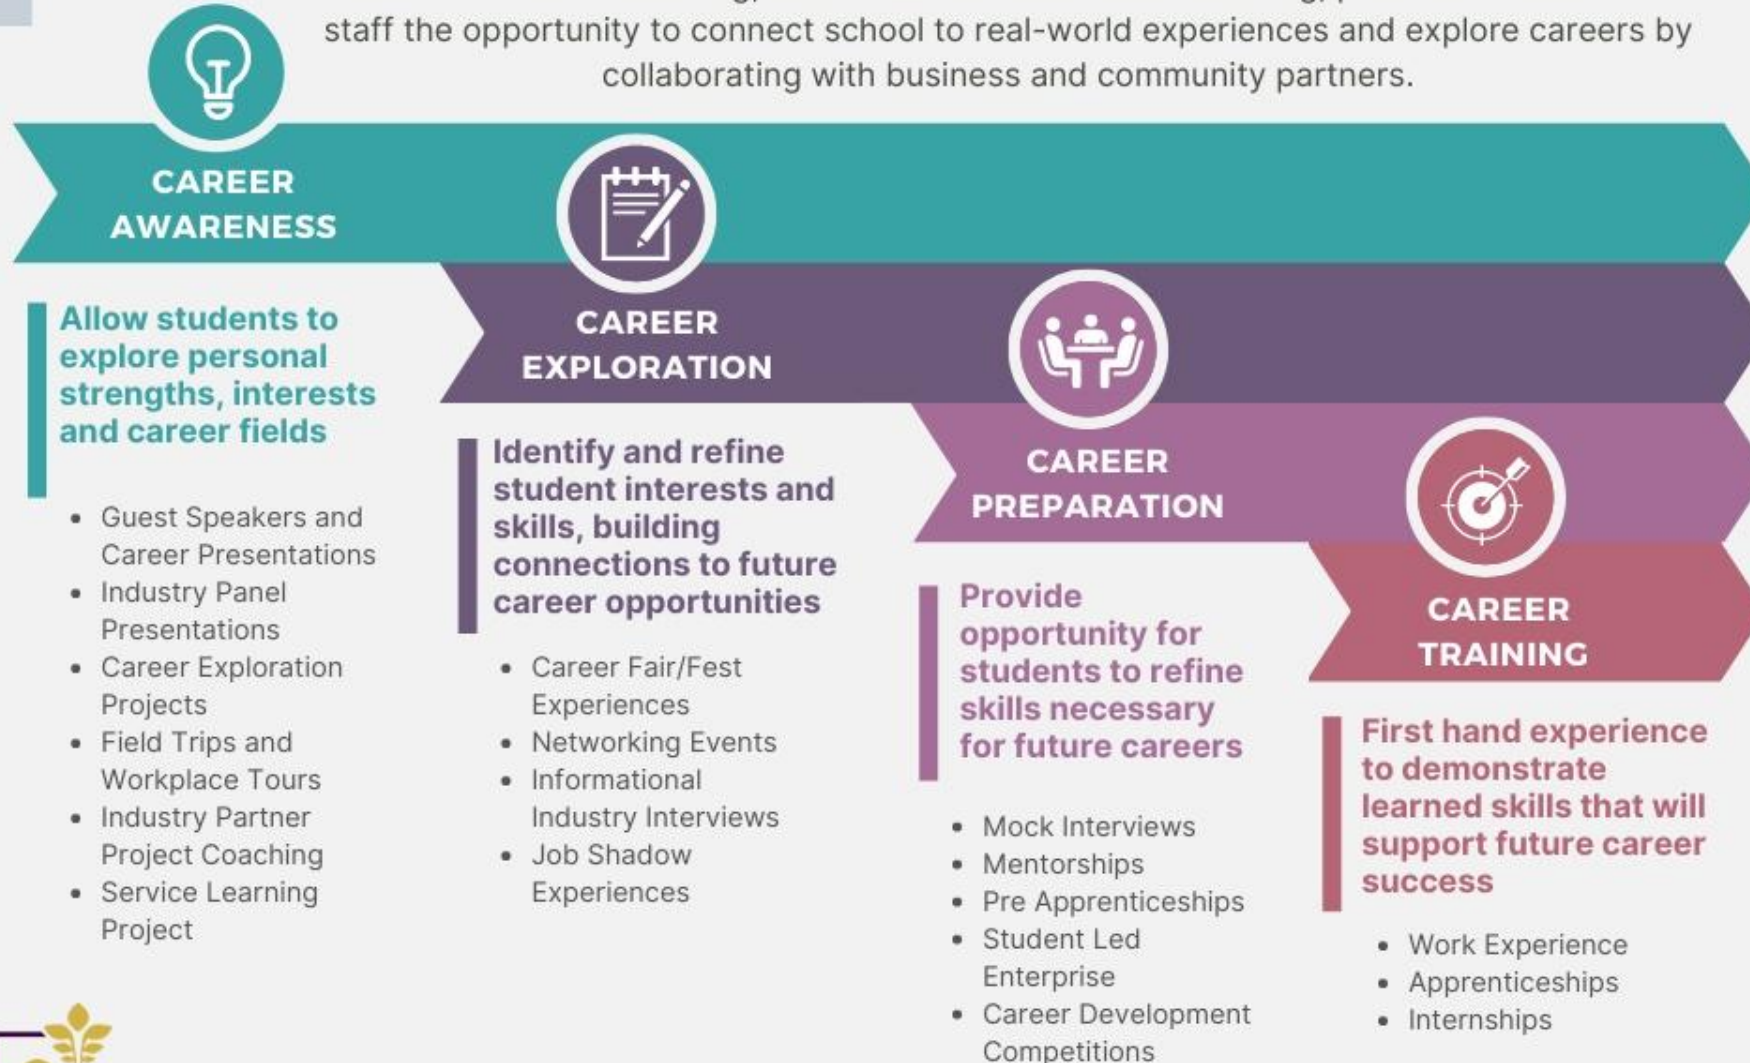 staff the opportunity to connect school to real-world experiences and explore careers by
collaborating with business and community partners.
CAREER
AWARENESS
Allow students to
explore personal
strengths, interests
and career fields
• Guest Speakers and
Career Presentations
• Industry Panel
Presentations
• Career Exploration
Projects
• Field Trips and
Workplace Tours
• Industry Partner
Project Coaching
• Service Learning
Project
CAREER
EXPLORATION
Identify and refine
student interests and
skills, building
connections to future
career opportunities
• Career Fair/Fest
Experiences
• Networking Events
• Informational
Industry Interviews
• Job Shadow
Experiences
CAREER
PREPARATION
Provide
opportunity for
students to refine
skills necessary
for future careers
• Mock Interviews
• Mentorships
• Pre Apprenticeships
• Student Led
Enterprise
• Career Development
Competitions
CAREER
TRAINING
First hand experience
to demonstrate
learned skills that will
support future career
success
• Work Experience
• Apprenticeships
• Internships